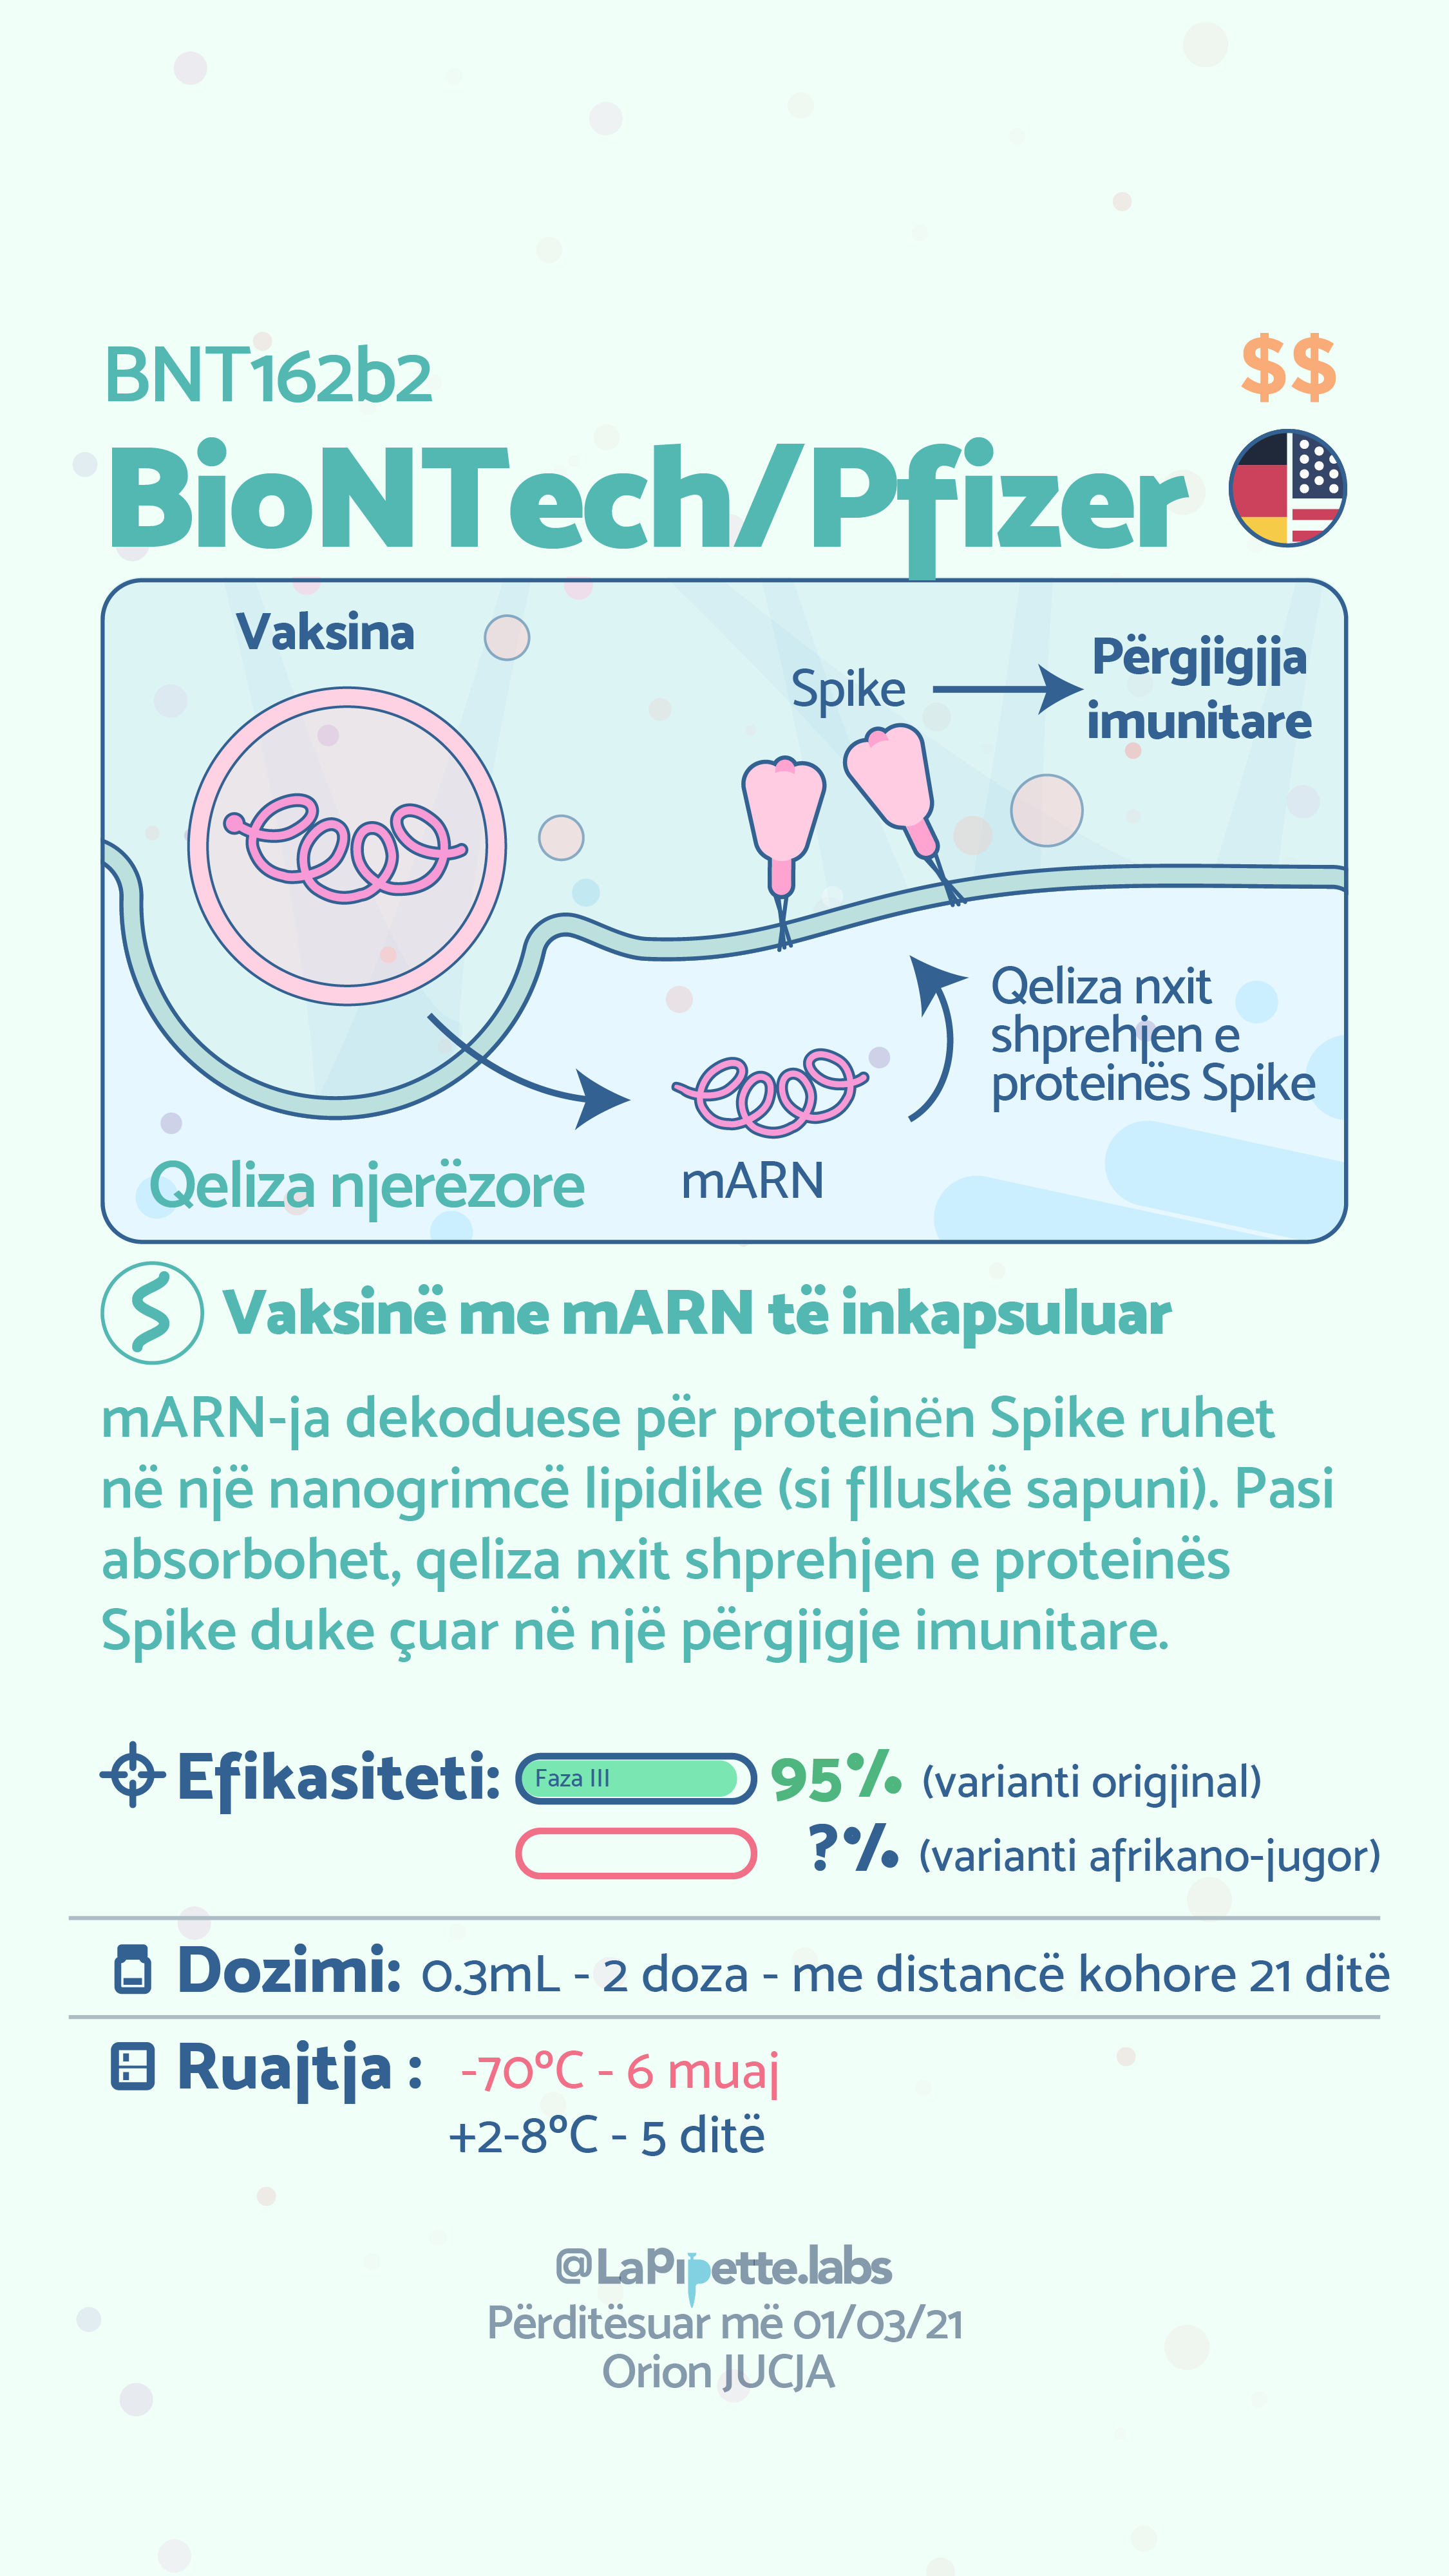 BNT162b2
$$
BioNTech/Pfizer
Vaksina
Spike
Përgjigjja
imunitare
Qeliza nxit
shprehjen e
proteinës Spike
Qeliza njerëzore
mARN
Vaksinë me mARN të inkapsuluar
mARN-ja dekoduese për proteinën Spike ruhet
në një nanogrimcë lipidike (si flluskë sapuni). Pasi
absorbohet, qeliza nxit shprehjen e proteinës
Spike duke çuar në një përgjigje imunitare.
Efikasiteti: Faza III 95% (varianti origjinal)
?% (varianti afrikano-jugor)
Dozimi: 0.3mL - 2 doza - me distancë kohore 21 ditë
Ruajtja : -70°C - 6 muaj
+2-8°C - 5 ditë
@LaPipette.labs
Përditësuar më 01/03/21
Orion JUCJA